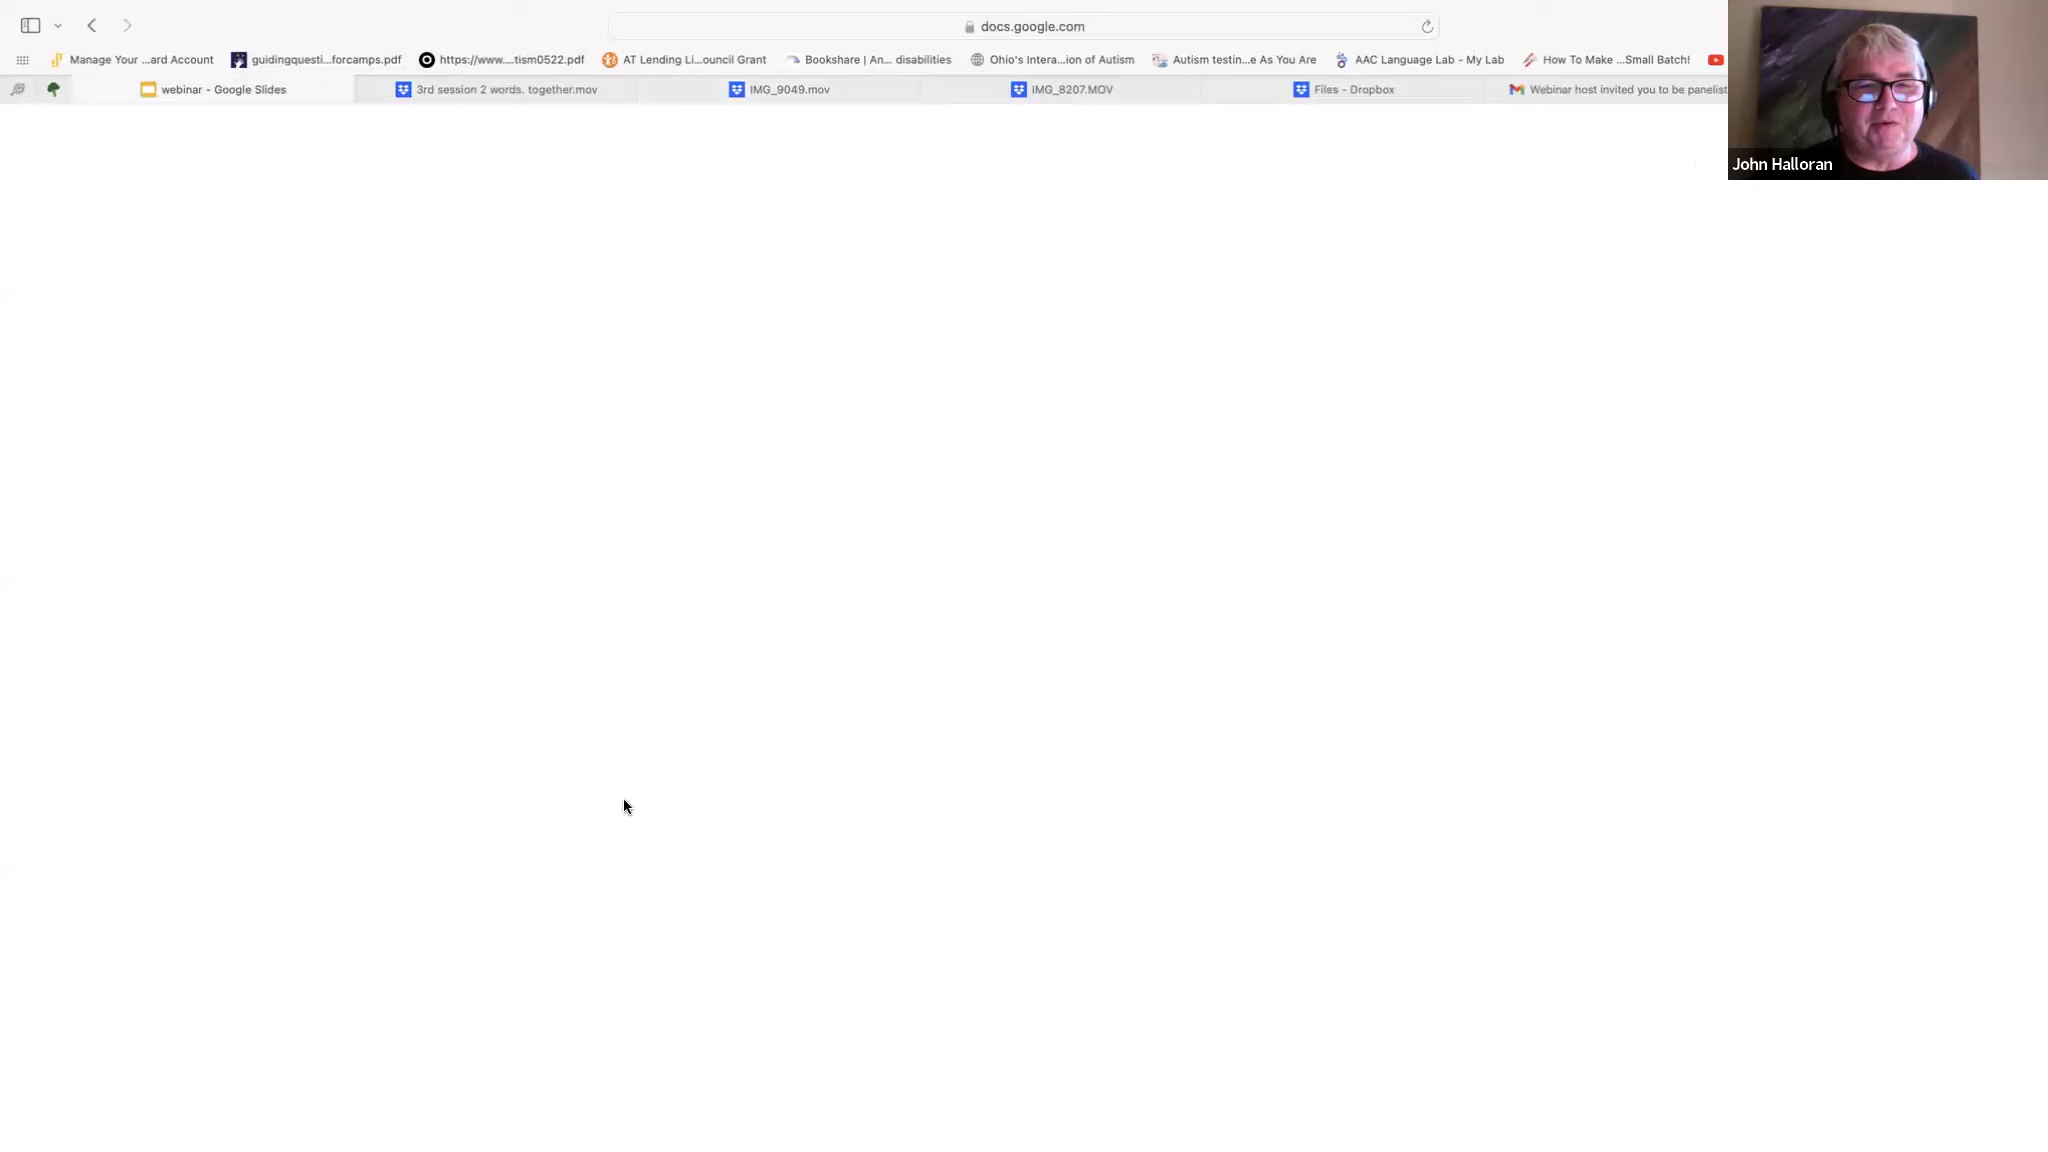 docs.google.com
Manage Your ...ard Account guidingquesti...forcamps.pdf https://www....tism0522.pdf AT Lending Li...ouncil Grant Bookshare | An... disabilities Ohio's Intera...ion of Autism Autism testin...e As You Are AAC Language Lab - My Lab How To Make ...Small Batch!
webinar - Google Slides 3rd session 2 words. together.mov IMG_9049.mov IMG_8207.MOV Files - Dropbox Webinar host invited you to be panelist
John Halloran